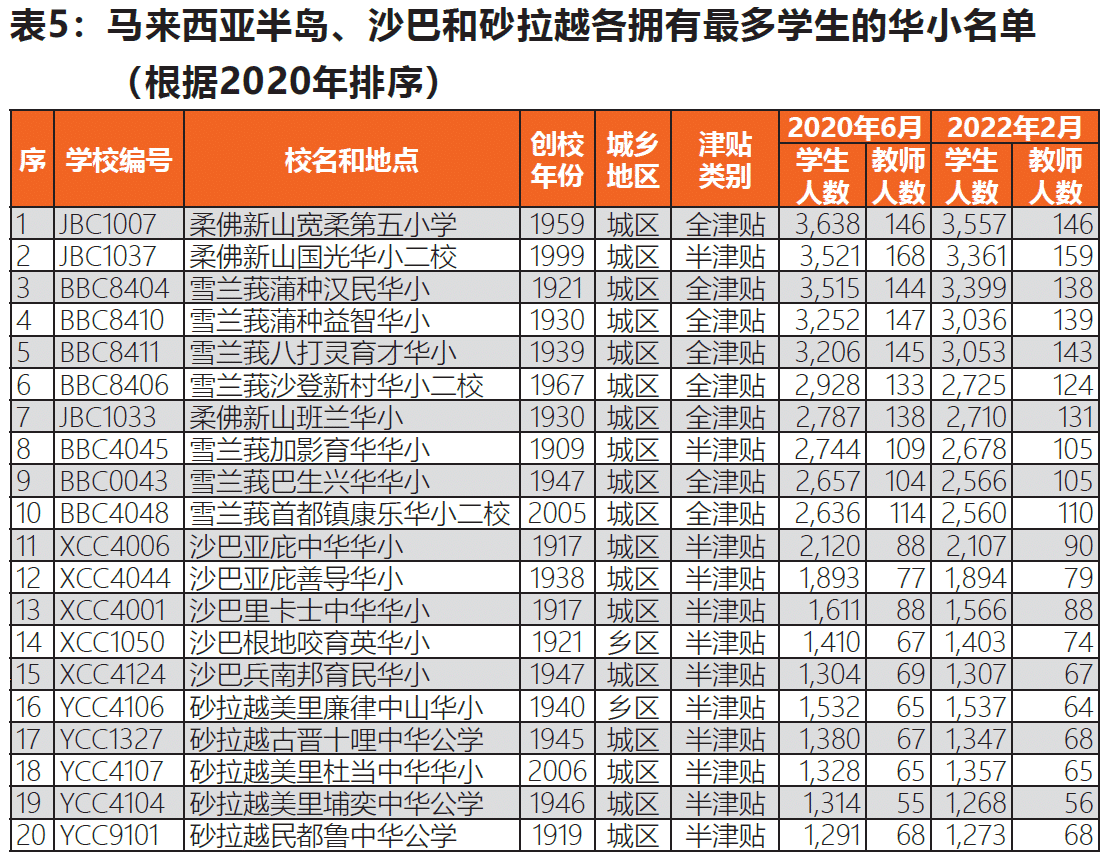 表5：马来西亚半岛、沙巴和砂拉越各拥有最多学生的华小名单
（根据2020年排序）
序 学校编号 校名和地点 创校年份 城乡地区 津贴类别 2020年6月 2022年2月
学生人数 教师人数 学生人数 教师人数
1 JBC1007 柔佛新山宽柔第五小学 1959 城区 全津贴 3,638 146 3,557 146
2 JBC1037 柔佛新山国光华小二校 1999 城区 半津贴 3,521 168 3,361 159
3 BBC8404 雪兰莪蒲种汉民华小 1921 城区 全津贴 3,515 144 3,399 138
4 BBC8410 雪兰莪蒲种益智华小 1930 城区 全津贴 3,252 147 3,036 139
5 BBC8411 雪兰莪八打灵育才华小 1939 城区 全津贴 3,206 145 3,053 143
6 BBC8406 雪兰莪沙登新村华小二校 1967 城区 全津贴 2,928 133 2,725 124
7 JBC1033 柔佛新山班兰华小 1930 城区 全津贴 2,787 138 2,710 131
8 BBC4045 雪兰莪加影育华华小 1909 城区 半津贴 2,744 109 2,678 105
9 BBC0043 雪兰莪巴生兴华华小 1947 城区 全津贴 2,657 104 2,566 105
10 BBC4048 雪兰莪首都镇康乐华小二校 2005 城区 全津贴 2,636 114 2,560 110
11 XCC4006 沙巴亚庇中华华小 1917 城区 半津贴 2,120 88 2,107 90
12 XCC4044 沙巴亚庇善导华小 1938 城区 半津贴 1,893 77 1,894 79
13 XCC4001 沙巴里卡士中华华小 1917 城区 半津贴 1,611 88 1,566 88
14 XCC1050 沙巴根地咬育英华小 1921 乡区 半津贴 1,410 67 1,403 74
15 XCC4124 沙巴兵南邦育民华小 1947 城区 半津贴 1,304 69 1,307 67
16 YCC4106 砂拉越美里廉律中山华小 1940 乡区 半津贴 1,532 65 1,537 64
17 YCC1327 砂拉越古晋十哩中华公学 1945 城区 半津贴 1,380 67 1,347 68
18 YCC4107 砂拉越美里杜当中华华小 2006 城区 半津贴 1,328 65 1,357 65
19 YCC4104 砂拉越美里埔奕中华公学 1946 城区 半津贴 1,314 55 1,268 56
20 YCC9101 砂拉越民都鲁中华公学 1919 城区 半津贴 1,291 68 1,273 68